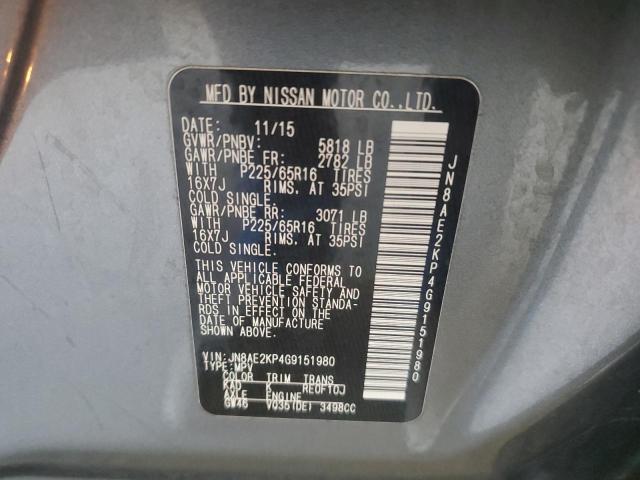 MFD BY NISSAN MOTOR CO.,LTD.
DATE: 11/15
GVWR/PNBV: 5818 LB
GAWR/PNBE FR: 2782 LB
WITH P225/65R16 TIRES
16X7J RIMS, AT 35PSI
COLD SINGLE.
GAWR/PNBE RR: 3071 LB
WITH P225/65R16 TIRES
16X7J RIMS, AT 35PSI
COLD SINGLE.
THIS VEHICLE CONFORMS TO
ALL APPLICABLE FEDERAL
MOTOR VEHICLE SAFETY AND
THEFT PREVENTION STANDA-
RDS IN EFFECT ON THE
DATE OF MANUFACTURE
SHOWN ABOVE.
VIN: JN8AE2KP4G9151980
TYPE: MPV
COLOR TRIM TRANS
KAD K RE0F10J
AXLE ENGINE
GW46 VQ35(DE) 3498CC
JN8AE2KP4G9151980